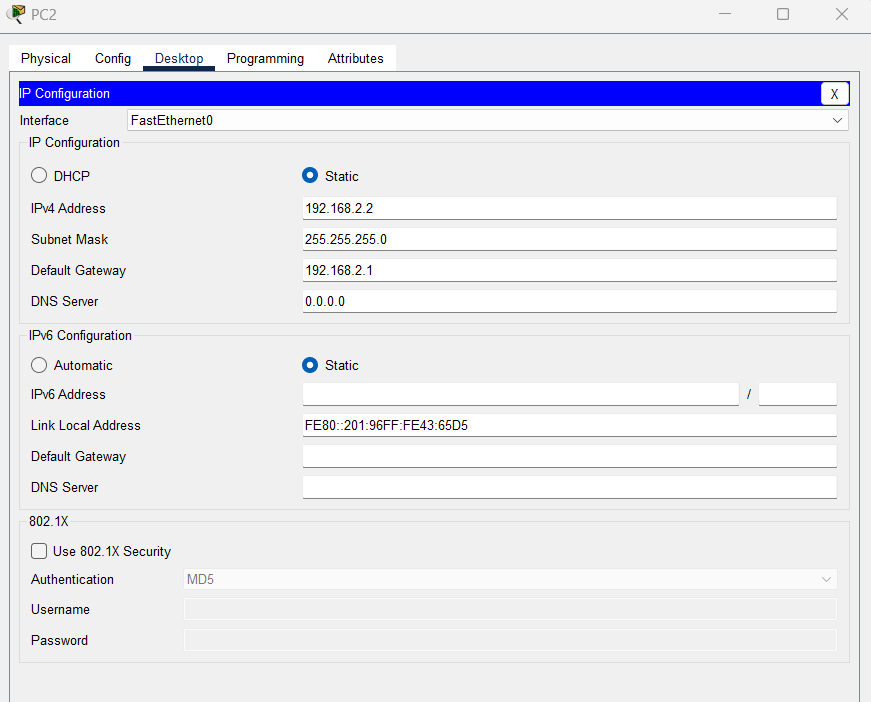 PC2
Physical Config Desktop Programming Attributes
IP Configuration X
Interface FastEthernet0
IP Configuration
DHCP Static
IPv4 Address 192.168.2.2
Subnet Mask 255.255.255.0
Default Gateway 192.168.2.1
DNS Server 0.0.0.0
IPv6 Configuration
Automatic Static
IPv6 Address /
Link Local Address FE80::201:96FF:FE43:65D5
Default Gateway
DNS Server
802.1X
Use 802.1X Security
Authentication MD5
Username
Password